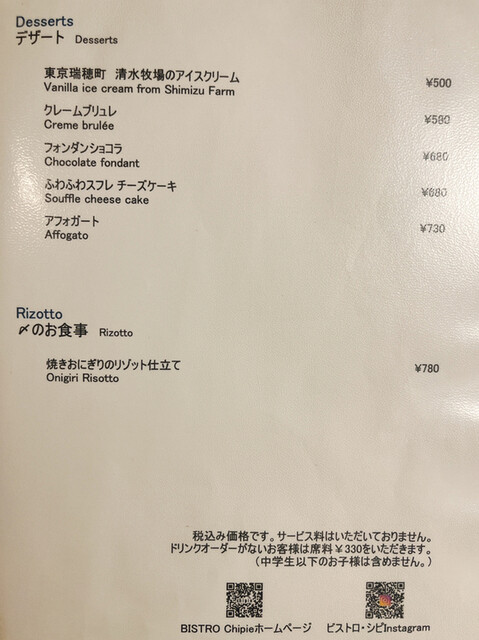 Desserts
デザート Desserts
東京瑞穂町 清水牧場のアイスクリーム ¥500
Vanilla ice cream from Shimizu Farm
クレームブリュレ ¥580
Creme brulée
フォンダンショコラ ¥680
Chocolate fondant
ふわふわスフレ チーズケーキ
Souffle cheese cake
アフォガート ¥730
Affogato
Rizotto
〆のお食事 Rizotto
焼きおにぎりのリゾット仕立て ¥780
Onigiri Risotto
税込み価格です。サービス料はいただいておりません。
ドリンクオーダーがないお客様は席料¥330をいただきます。
（中学生以下のお子様は含めません。）
BISTRO Chipieホームページ ビストロ・シピInstagram